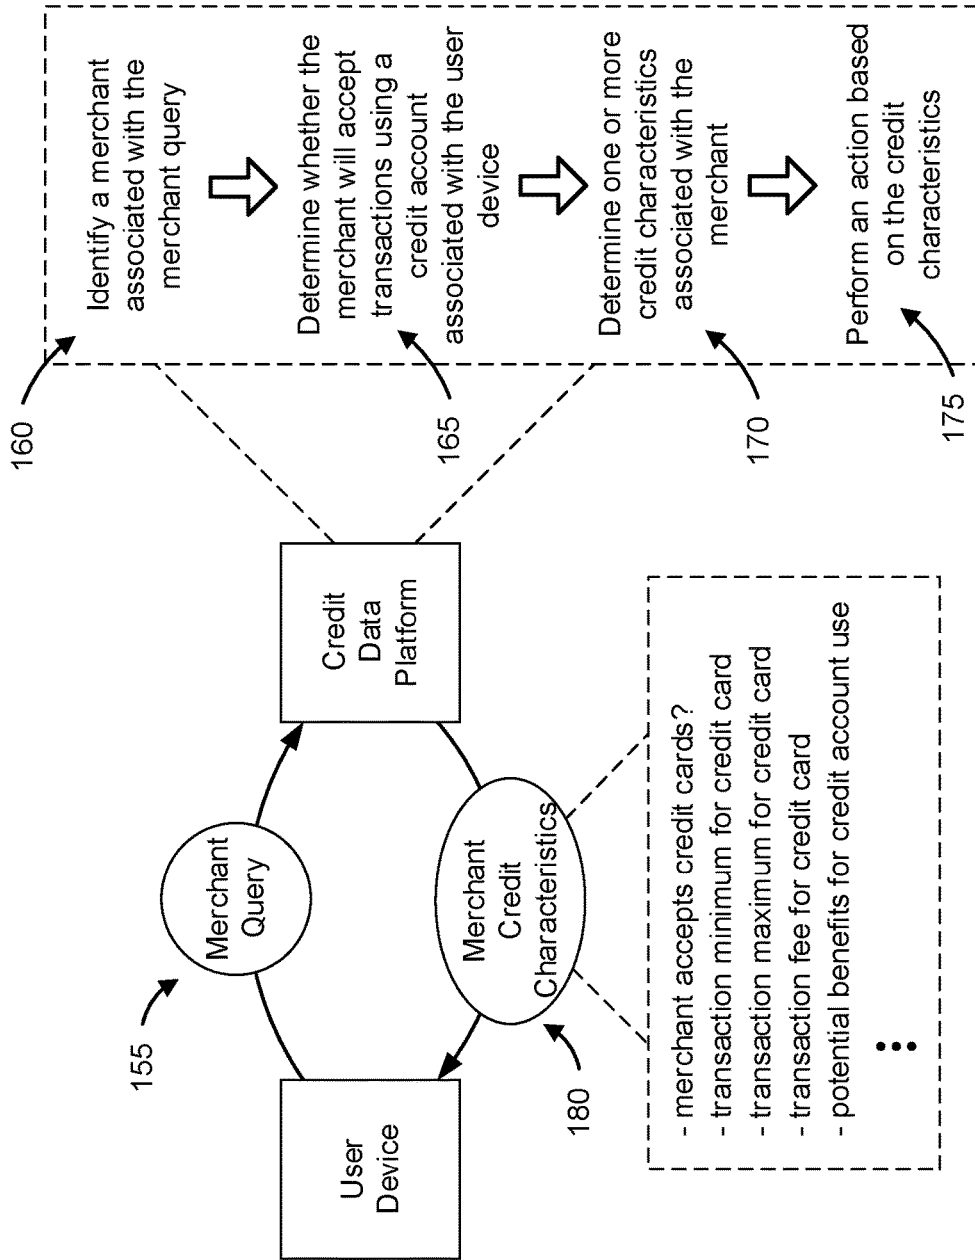 User
Device
155
Merchant
Query
Credit
Data
Platform
180
Merchant
Credit
Characteristics
- merchant accepts credit cards?
- transaction minimum for credit card
- transaction maximum for credit card
- transaction fee for credit card
- potential benefits for credit account use
160
Identify a merchant
associated with the
merchant query
165
Determine whether the
merchant will accept
transactions using a
credit account
associated with the user
device
170
Determine one or more
credit characteristics
associated with the
merchant
175
Perform an action based
on the credit
characteristics